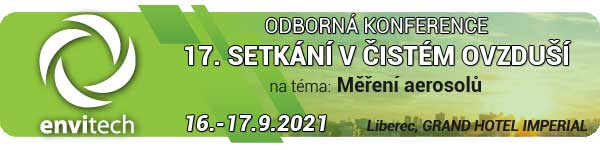 ODBORNÁ KONFERENCE
17. SETKÁNÍ V ČISTÉM OVZDUŠÍ
na téma: Měření aerosolů
envitech
16.-17.9.2021
Liberec, GRAND HOTEL IMPERIAL